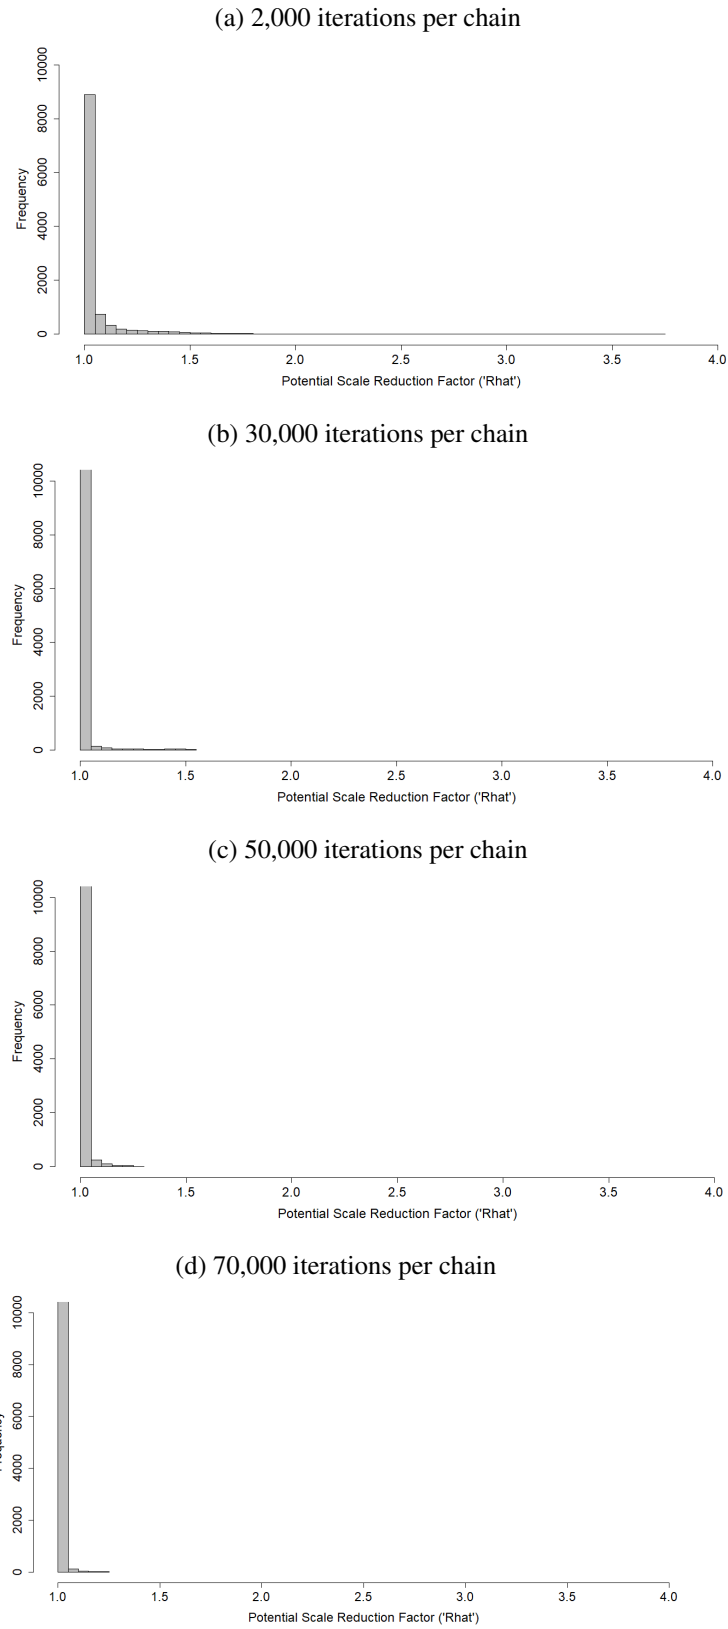 (a) 2,000 iterations per chain
10000
8000
6000
4000
2000
0
Frequency
1.0 1.5 2.0 2.5 3.0 3.5 4.0
Potential Scale Reduction Factor ('Rhat')
(b) 30,000 iterations per chain
10000
8000
6000
4000
2000
0
Frequency
1.0 1.5 2.0 2.5 3.0 3.5 4.0
Potential Scale Reduction Factor ('Rhat')
(c) 50,000 iterations per chain
10000
8000
6000
4000
2000
0
Frequency
1.0 1.5 2.0 2.5 3.0 3.5 4.0
Potential Scale Reduction Factor ('Rhat')
(d) 70,000 iterations per chain
10000
8000
6000
4000
2000
0
Frequency
1.0 1.5 2.0 2.5 3.0 3.5 4.0
Potential Scale Reduction Factor ('Rhat')